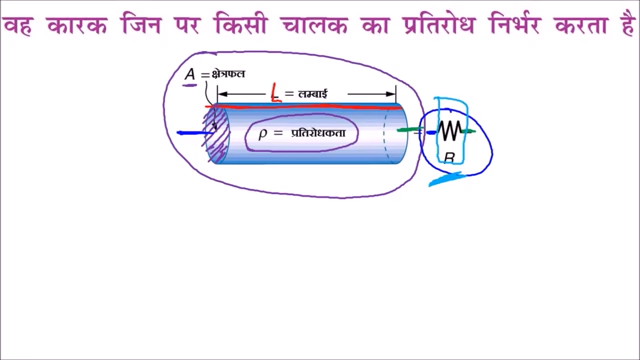 वह कारक जिन पर किसी चालक का प्रतिरोध निर्भर करता है
A = क्षेत्रफल
L = लम्बाई
ρ = प्रतिरोधकता
=
R